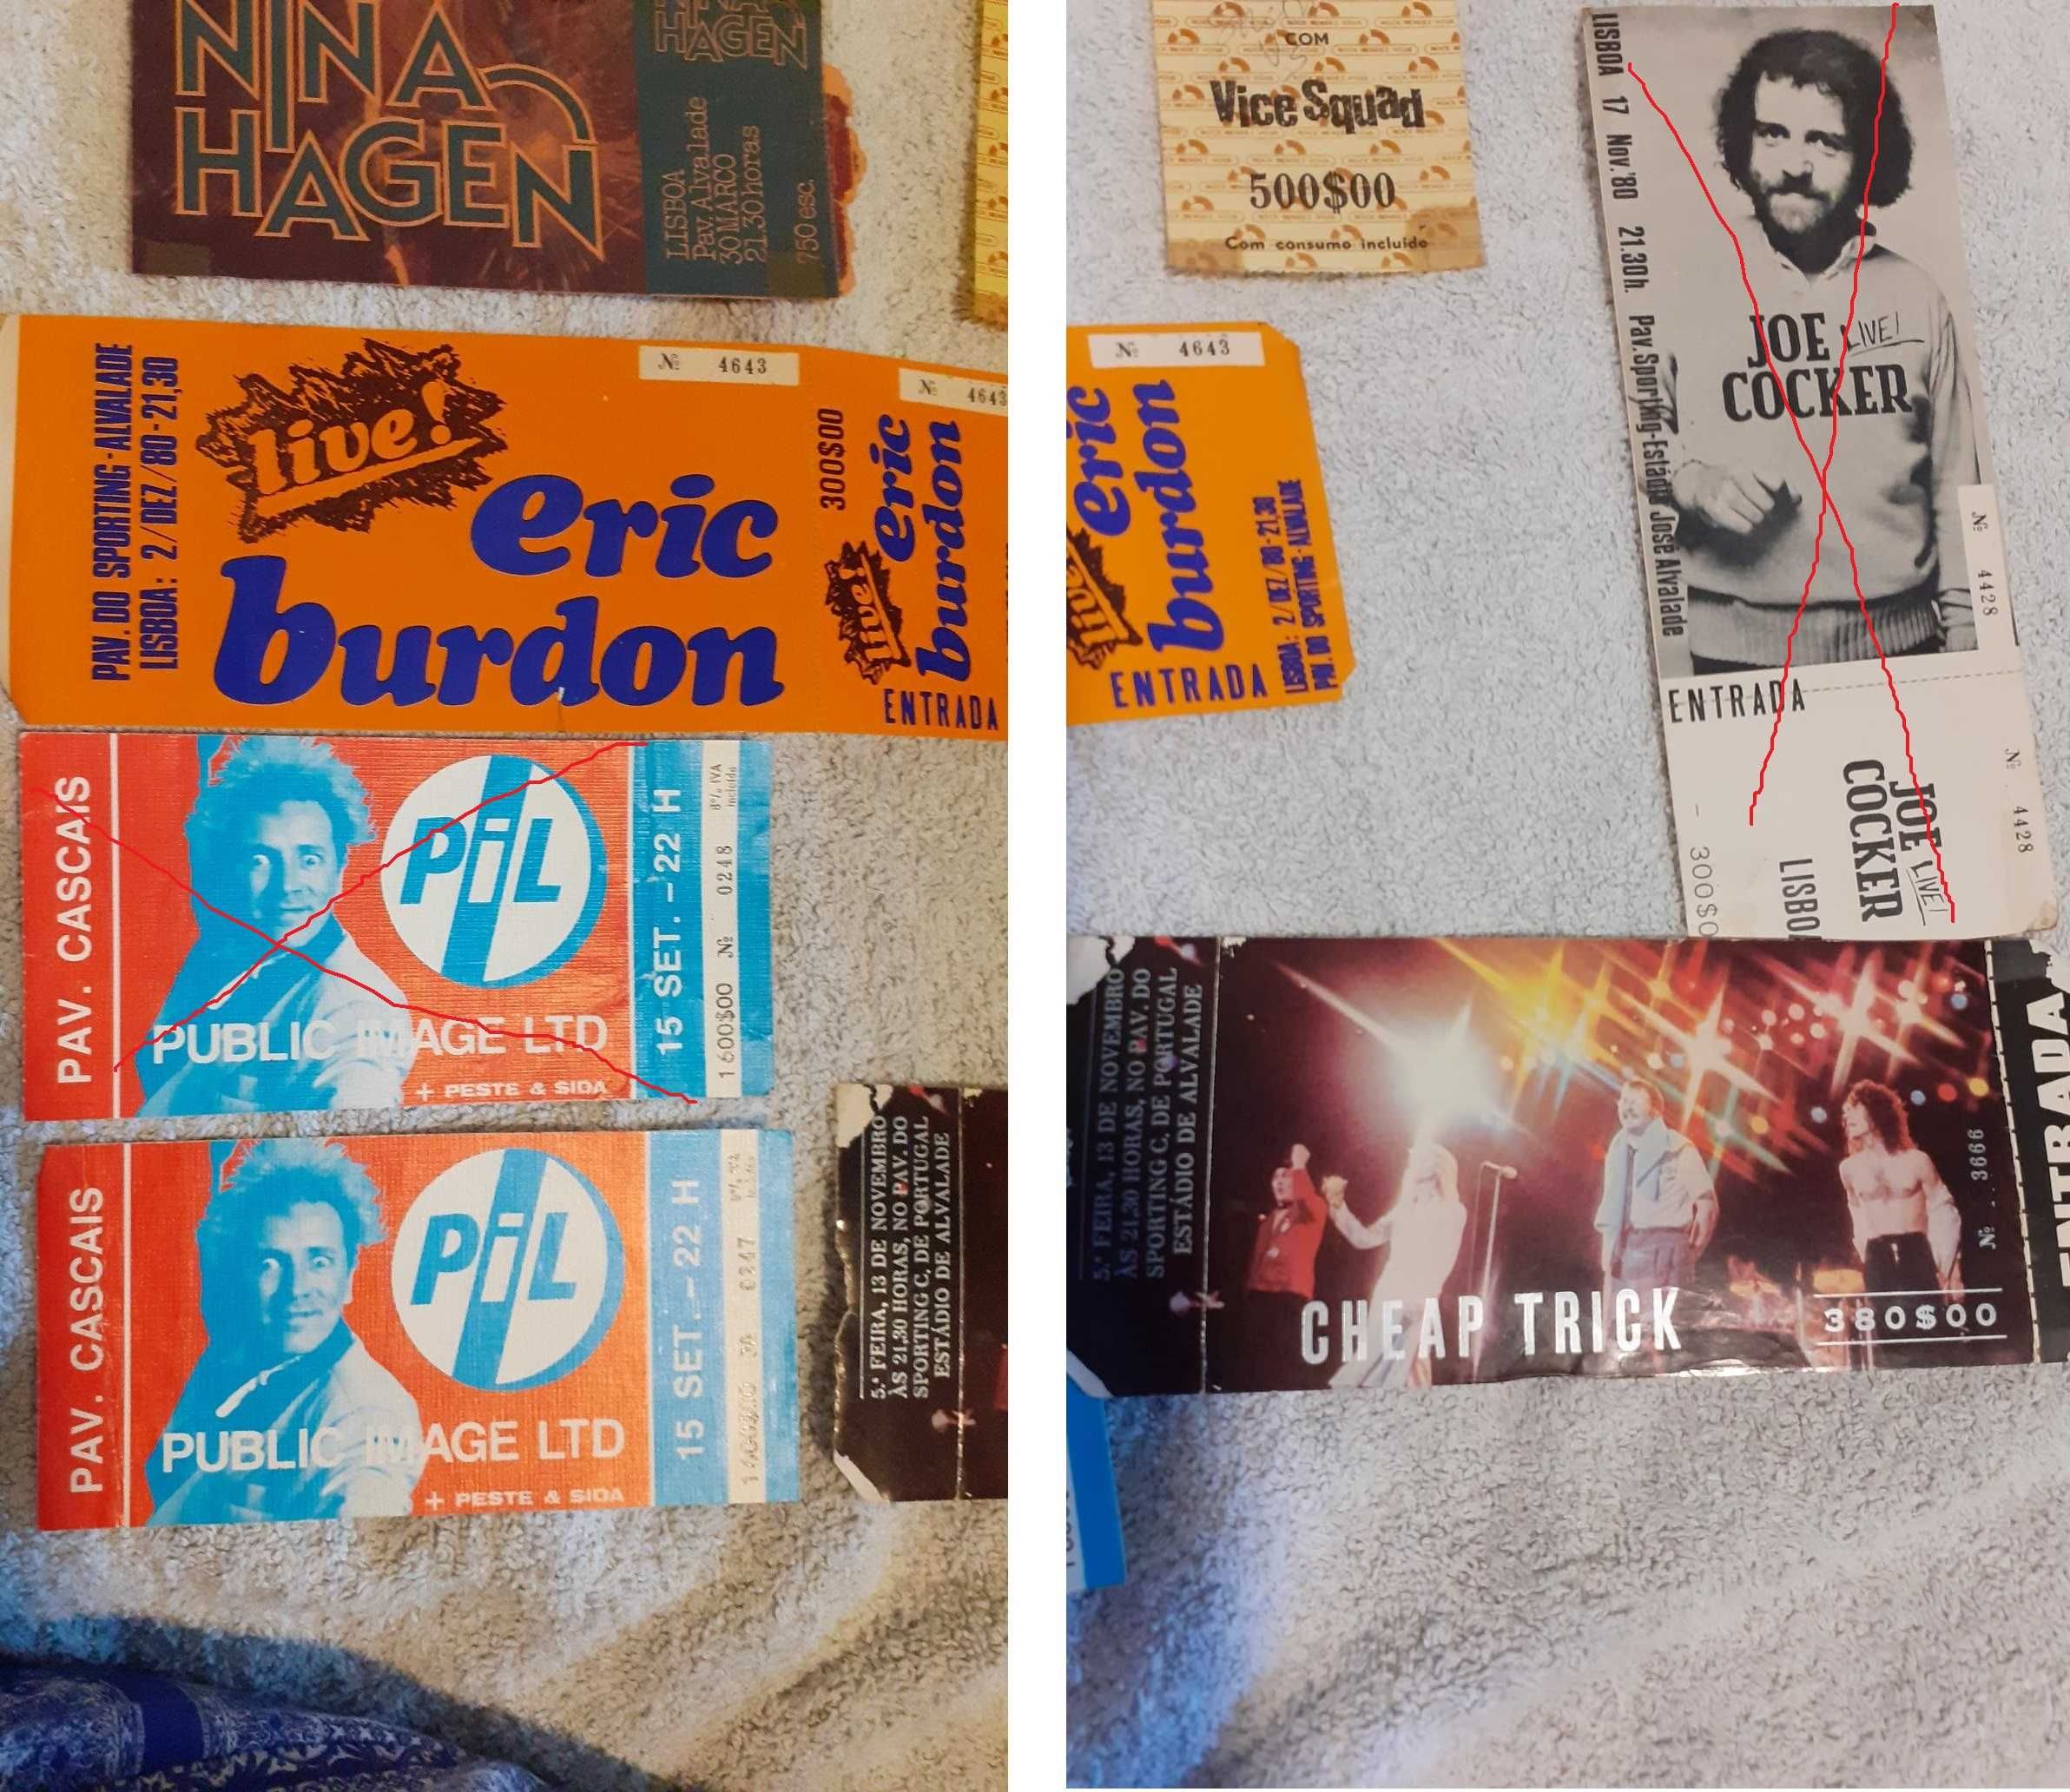 NINA
HAGEN
HAGEN
LISBOA
Pav. Alvalade
30 MARCO
21.30 horas
750 esc.
PAV. DO SPORTING-ALVALADE
LISBOA: 2/DEZ/80-21,30
live!
eric
burdon
Nº 4643
300$00
Nº 4643
live!
eric
burdon
ENTRADA
PAV. CASCAIS
PiL
PUBLIC IMAGE LTD
+ PESTE & SIDA
15 SET.-22 H
1600$00 Nº 0248
8% IVA
incluído
PAV. CASCAIS
PiL
PUBLIC IMAGE LTD
+ PESTE & SIDA
15 SET.-22 H
0247
5.ª FEIRA, 13 DE NOVEMBRO
ÀS 21,30 HORAS, NO PAV. DO
SPORTING C. DE PORTUGAL
ESTÁDIO DE ALVALADE
COM
Vice Squad
500$00
Com consumo incluído
Nº 4643
live!
eric
burdon
ENTRADA
LISBOA: 2/DEZ/80-21,30
PAV. DO SPORTING-ALVALADE
LISBOA 17 Nov.'80 21.30h. Pav. Sporting-Estádio José Alvalade
JOE LIVE!
COCKER
Nº 4428
ENTRADA
Nº 4428
JOE LIVE!
COCKER
LISBO
300$0
5.ª FEIRA, 13 DE NOVEMBRO
ÀS 21,30 HORAS, NO PAV. DO
SPORTING C. DE PORTUGAL
ESTÁDIO DE ALVALADE
CHEAP TRICK
380$00
Nº 3666
ENTRADA